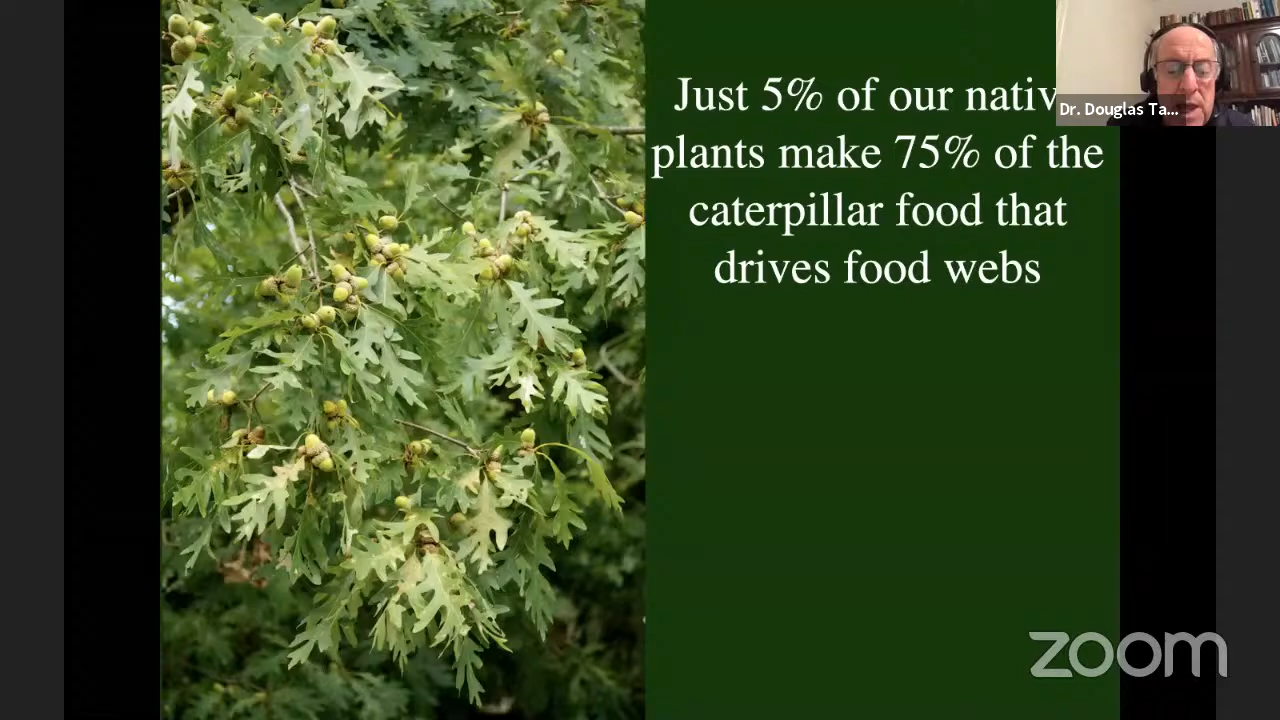 Just 5% of our nativ
plants make 75% of the
caterpillar food that
drives food webs
Dr. Douglas Ta...
zoom